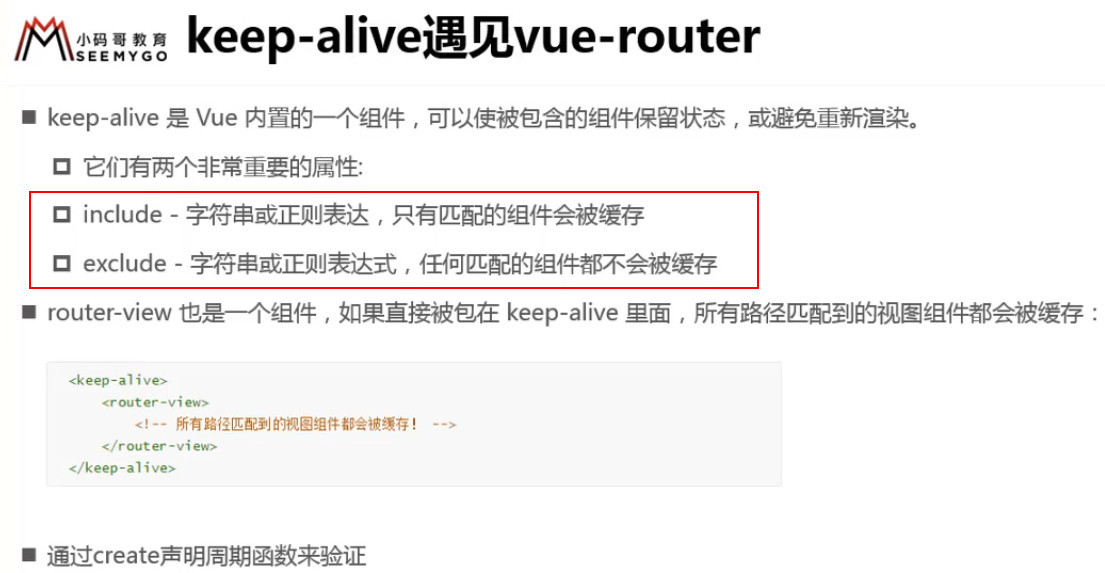 小码哥教育
SEEMYGO
keep-alive遇见vue-router
keep-alive 是 Vue 内置的一个组件，可以使被包含的组件保留状态，或避免重新渲染。
它们有两个非常重要的属性:
include - 字符串或正则表达，只有匹配的组件会被缓存
exclude - 字符串或正则表达式，任何匹配的组件都不会被缓存
router-view 也是一个组件，如果直接被包在 keep-alive 里面，所有路径匹配到的视图组件都会被缓存：
<keep-alive>
<router-view>
<!-- 所有路径匹配到的视图组件都会被缓存！ -->
</router-view>
</keep-alive>
通过create声明周期函数来验证